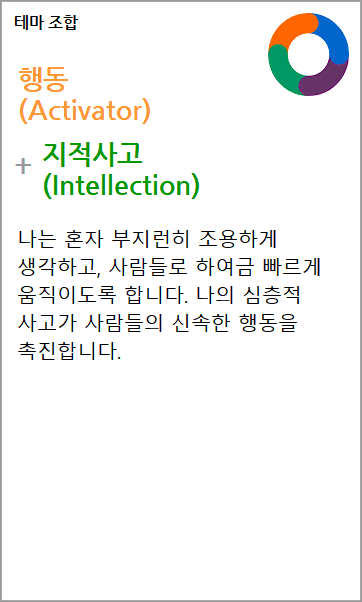 테마 조합
행동
(Activator)
+ 지적사고
(Intellection)
나는 혼자 부지런히 조용하게
생각하고, 사람들로 하여금 빠르게
움직이도록 합니다. 나의 심층적
사고가 사람들의 신속한 행동을
촉진합니다.